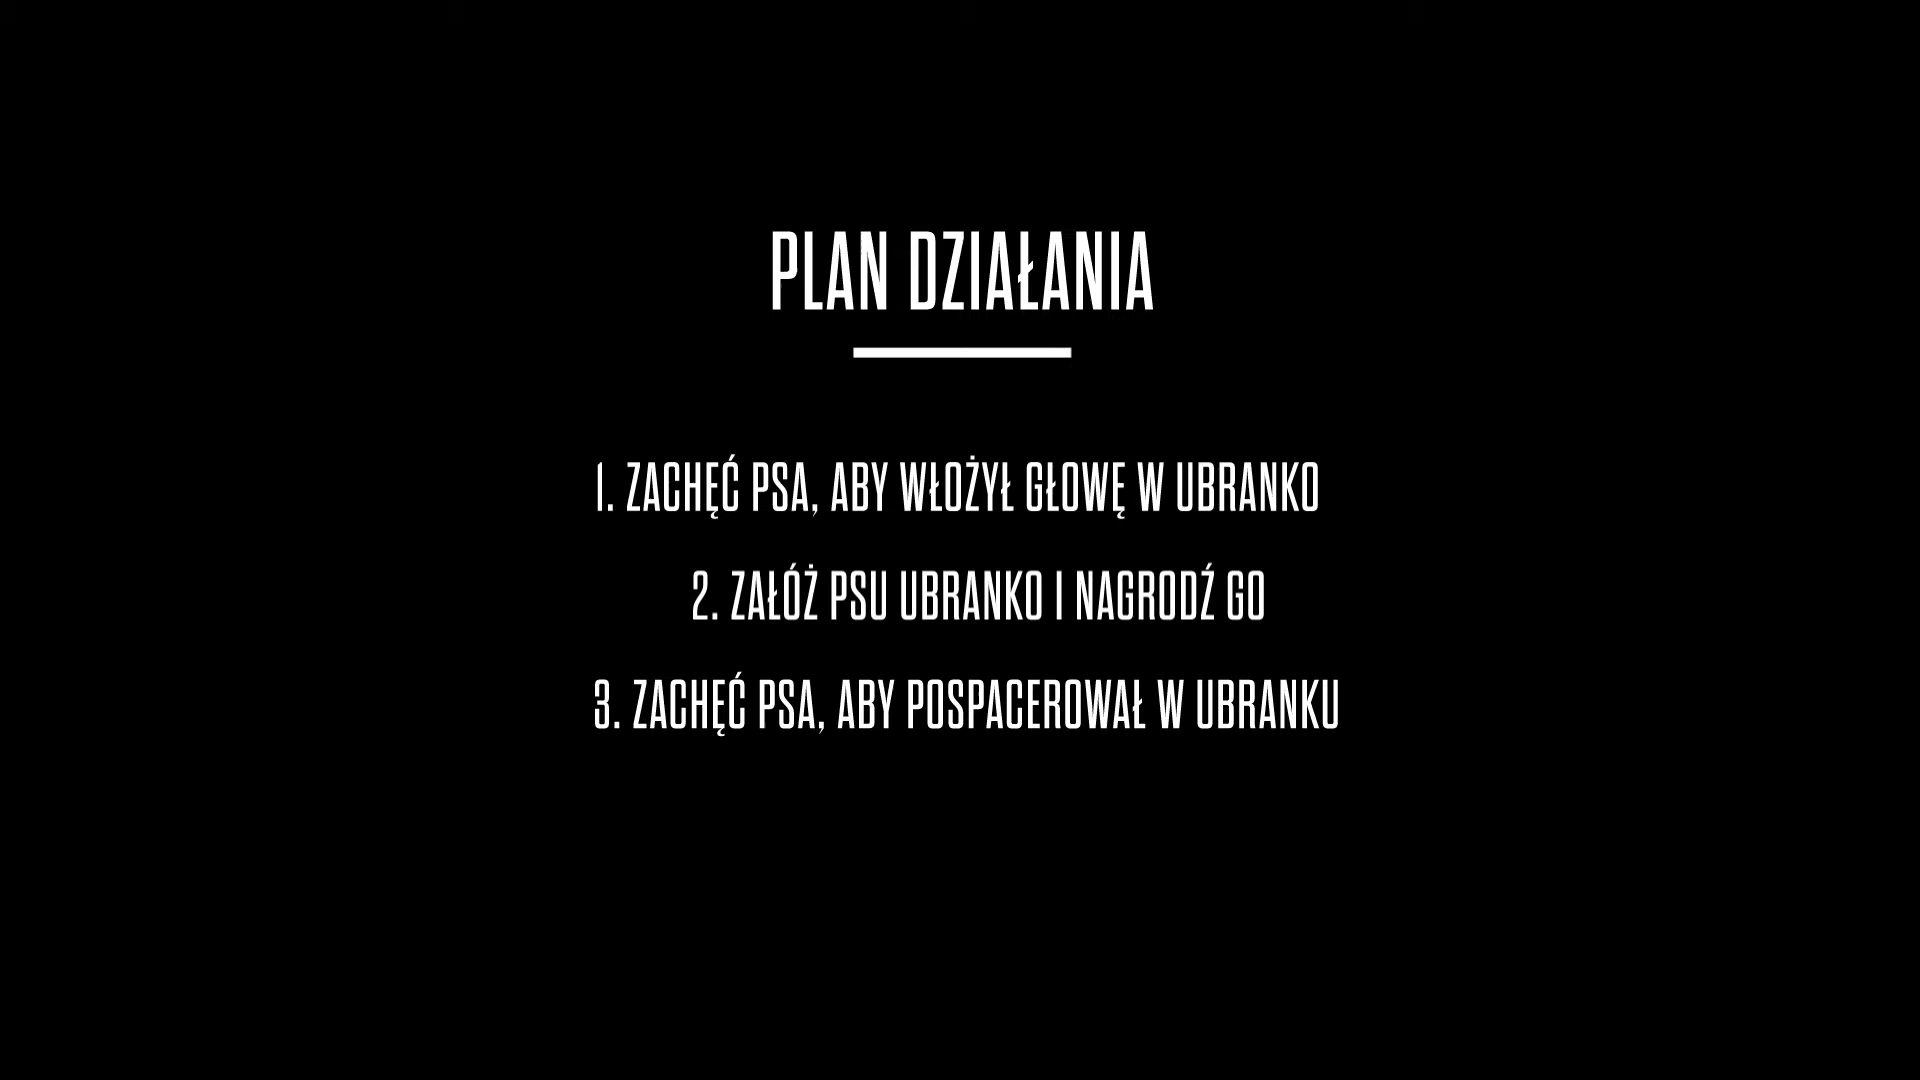 PLAN DZIAŁANIA
1. ZACHĘĆ PSA, ABY WŁOŻYŁ GŁOWĘ W UBRANKO
2. ZAŁÓŻ PSU UBRANKO I NAGRODŹ GO
3. ZACHĘĆ PSA, ABY POSPACEROWAŁ W UBRANKU